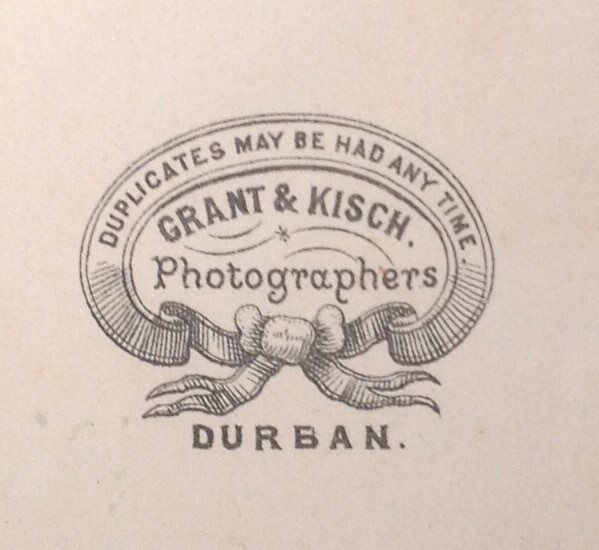 DUPLICATES MAY BE HAD ANY TIME.
GRANT & KISCH.
Photographers
DURBAN.